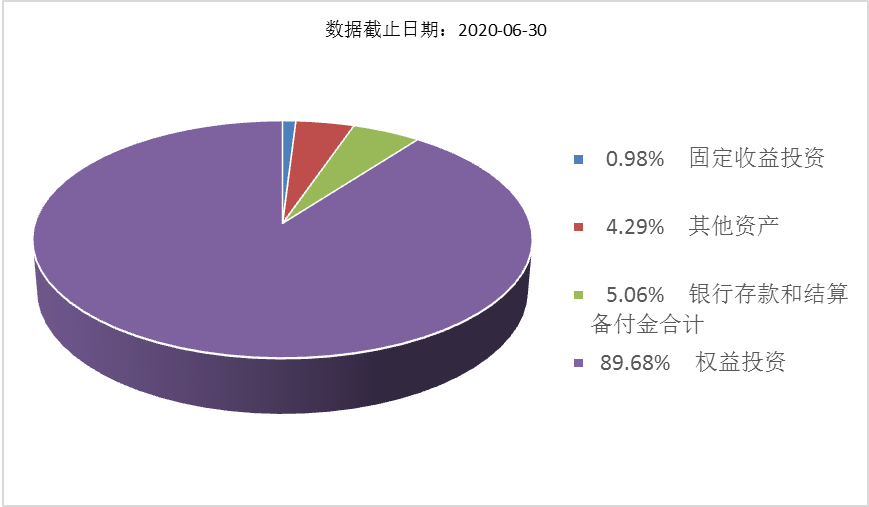 数据截止日期：2020-06-30
0.98% 固定收益投资
4.29% 其他资产
5.06% 银行存款和结算
备付金合计
89.68% 权益投资